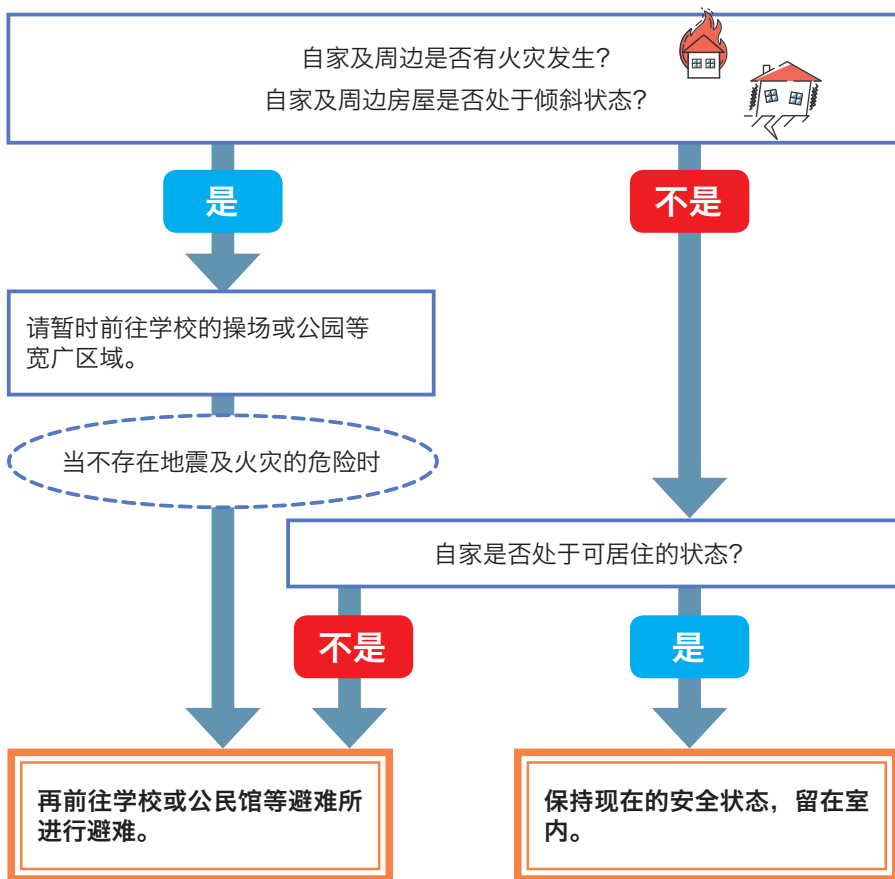 自家及周边是否有火灾发生？
自家及周边房屋是否处于倾斜状态？
是
不是
请暂时前往学校的操场或公园等
宽广区域。
当不存在地震及火灾的危险时
自家是否处于可居住的状态？
不是
是
再前往学校或公民馆等避难所
进行避难。
保持现在的安全状态，留在室
内。